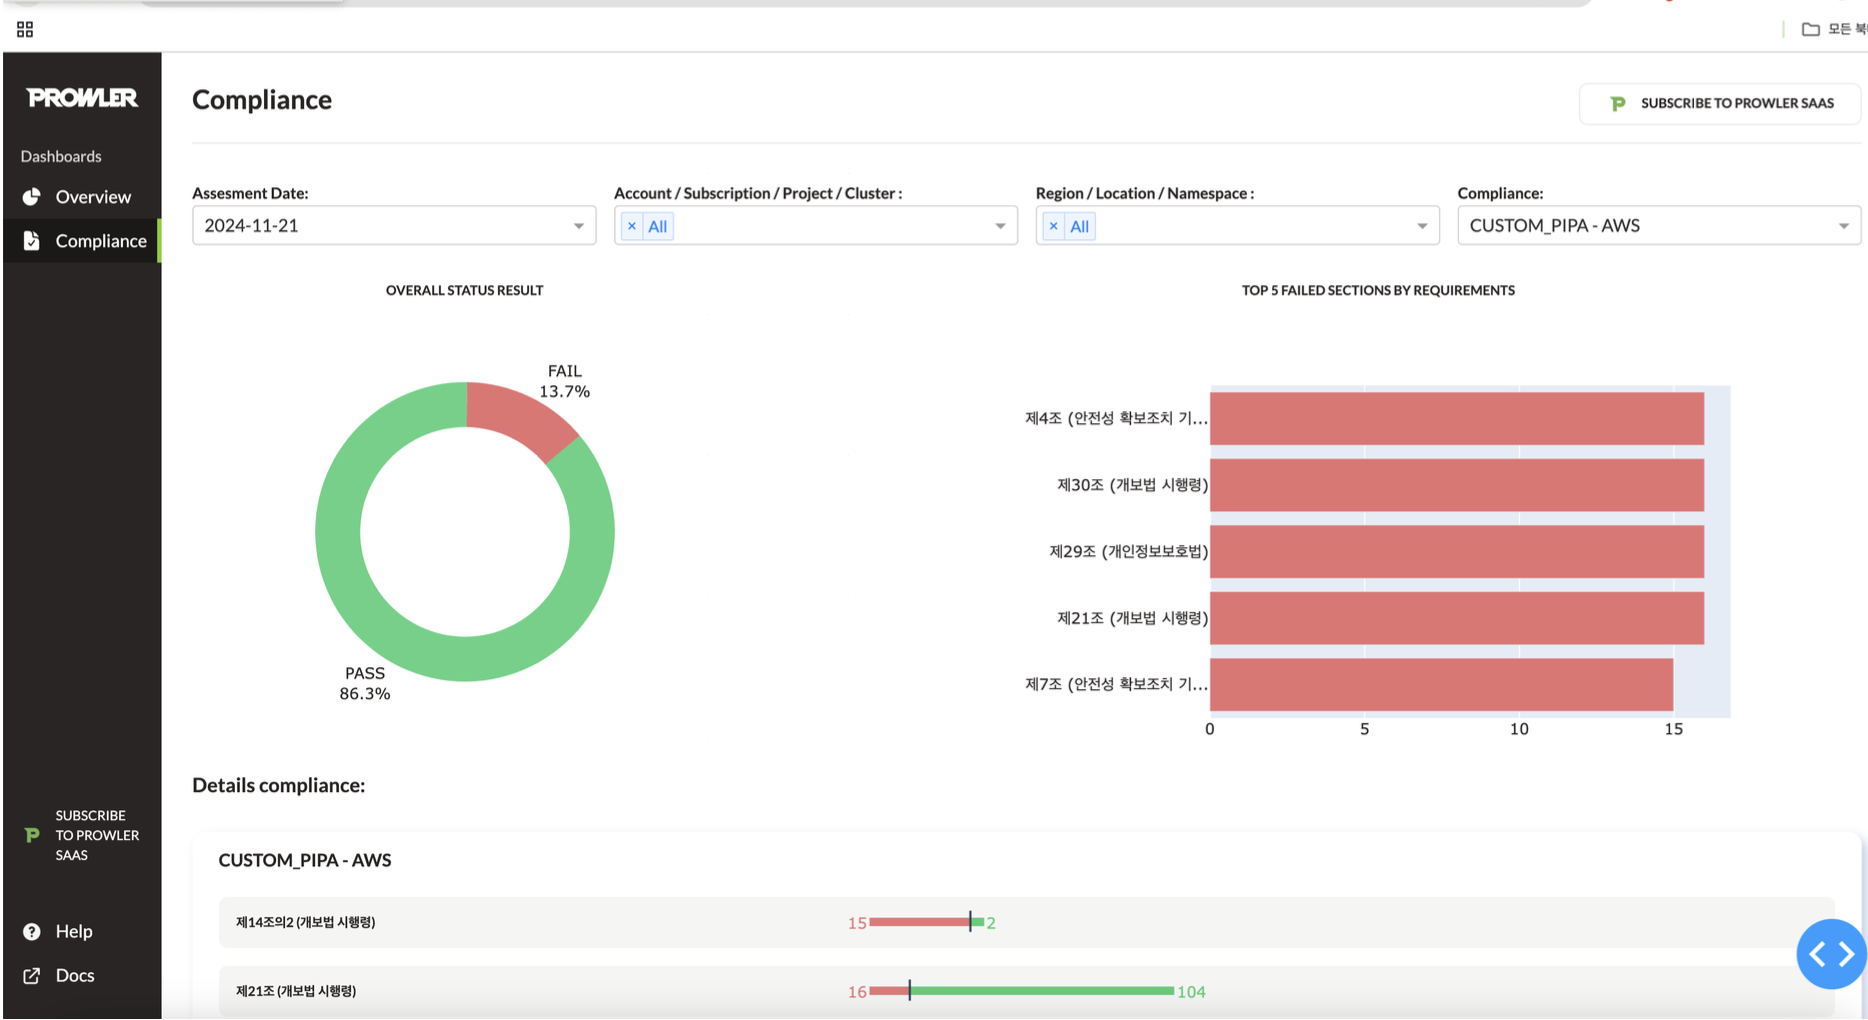 모든 북
PROWLER
Compliance
SUBSCRIBE TO PROWLER SAAS
Dashboards
Overview
Compliance
Assesment Date:
2024-11-21
Account / Subscription / Project / Cluster :
× All
Region / Location / Namespace :
× All
Compliance:
CUSTOM_PIPA - AWS
OVERALL STATUS RESULT
FAIL
13.7%
PASS
86.3%
TOP 5 FAILED SECTIONS BY REQUIREMENTS
제4조 (안전성 확보조치 기...
제30조 (개보법 시행령)
제29조 (개인정보보호법)
제21조 (개보법 시행령)
제7조 (안전성 확보조치 기...
0 5 10 15
Details compliance:
CUSTOM_PIPA - AWS
제14조의2 (개보법 시행령) 15 2
제21조 (개보법 시행령) 16 104
SUBSCRIBE
TO PROWLER
SAAS
Help
Docs